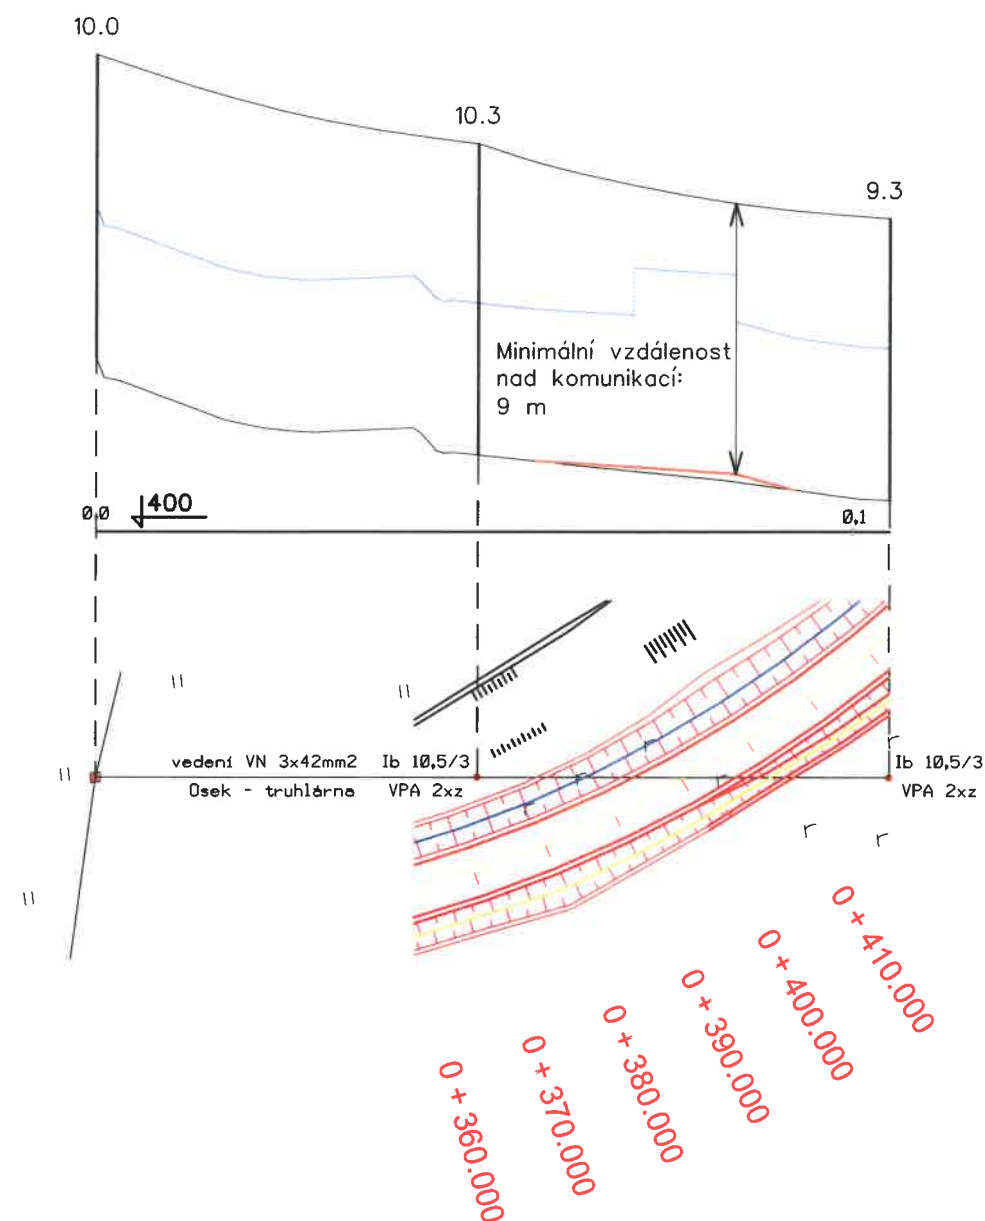 10.0
10.3
9.3
Minimální vzdálenost
nad komunikací:
9 m
400
0,0
0,1
vedení VN 3x42mm2
Osek - truhlárna
Ib 10,5/3
VPA 2xz
Ib 10,5/3
VPA 2xz
0+360.000
0+370.000
0+380.000
0+390.000
0+400.000
0+410.000